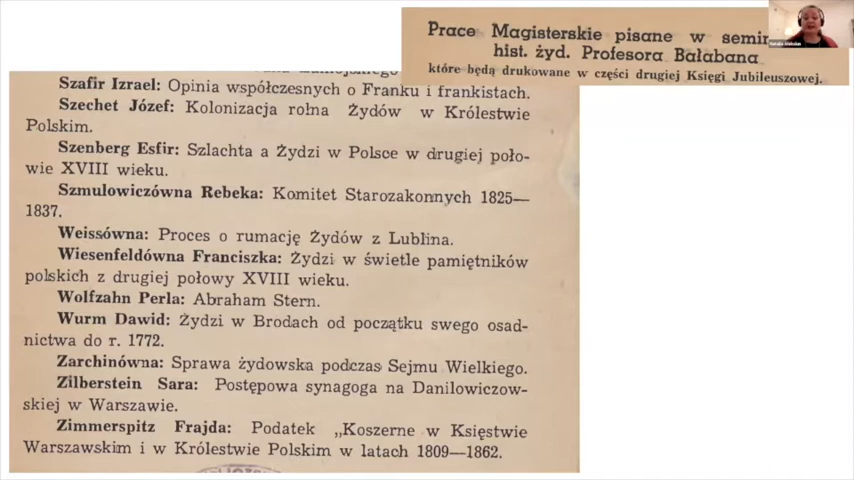 Prace Magisterskie pisane w
hist. żyd. Profesora Bałabana
które będą drukowane w części drugiej Księgi Jubileuszowej.
Natalia Aleksiun
Szafir Izrael: Opinia współczesnych o Franku i frankistach.
Szechet Józef: Kolonizacja rolna Żydów w Królestwie
Polskim.
Szenberg Esfir: Szlachta a Żydzi w Polsce w drugiej poło-
wie XVIII wieku.
Szmulowiczówna Rebeka: Komitet Starozakonnych 1825—
1837.
Weissówna: Proces o rumację Żydów z Lublina.
Wiesenfeldówna Franciszka: Żydzi w świetle pamiętników
polskich z drugiej połowy XVIII wieku.
Wolfzahn Perla: Abraham Stern.
Wurm Dawid: Żydzi w Brodach od początku swego osad-
nictwa do r. 1772.
Zarchinówna: Sprawa żydowska podczas Sejmu Wielkiego.
Zilberstein Sara: Postępowa synagoga na Danilowiczow-
skiej w Warszawie.
Zimmerspitz Frajda: Podatek „Koszerne w Księstwie
Warszawskim i w Królestwie Polskim w latach 1809—1862.